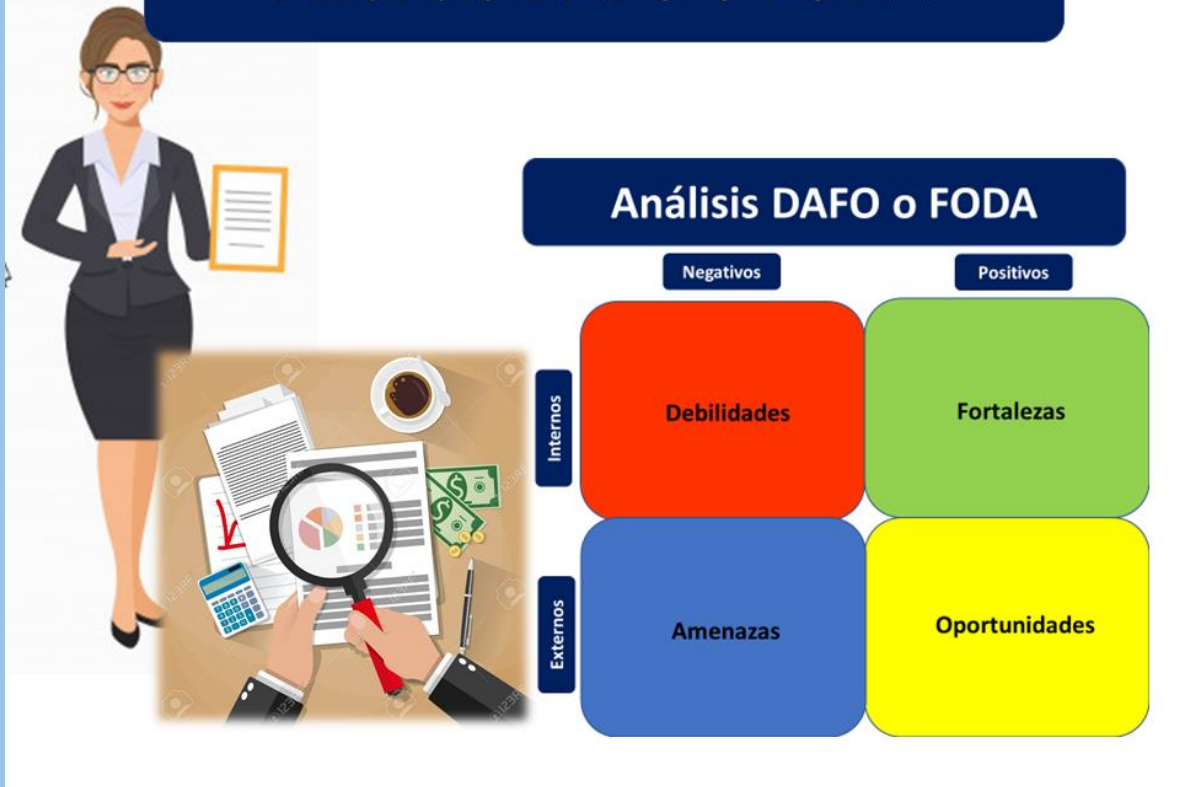 Análisis DAFO o FODA
Negativos
Positivos
Internos
Debilidades
Fortalezas
Externos
Amenazas
Oportunidades